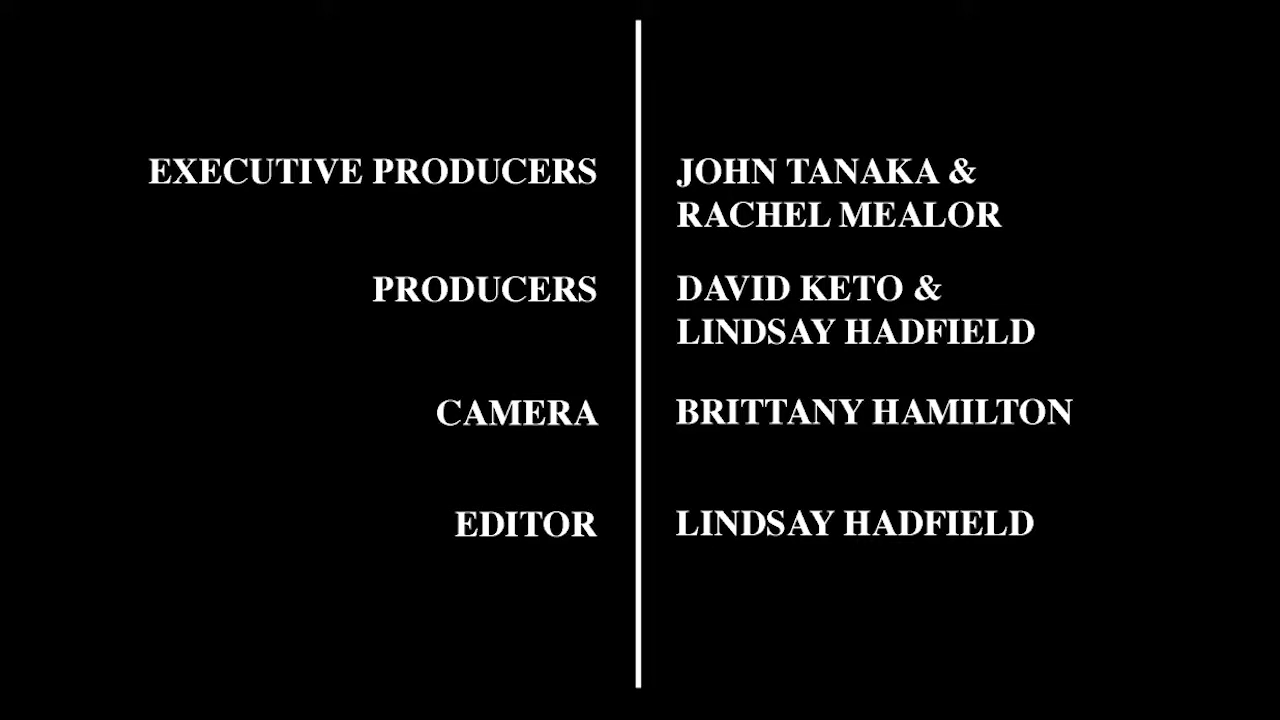 EXECUTIVE PRODUCERS JOHN TANAKA &
RACHEL MEALOR
PRODUCERS DAVID KETO &
LINDSAY HADFIELD
CAMERA BRITTANY HAMILTON
EDITOR LINDSAY HADFIELD